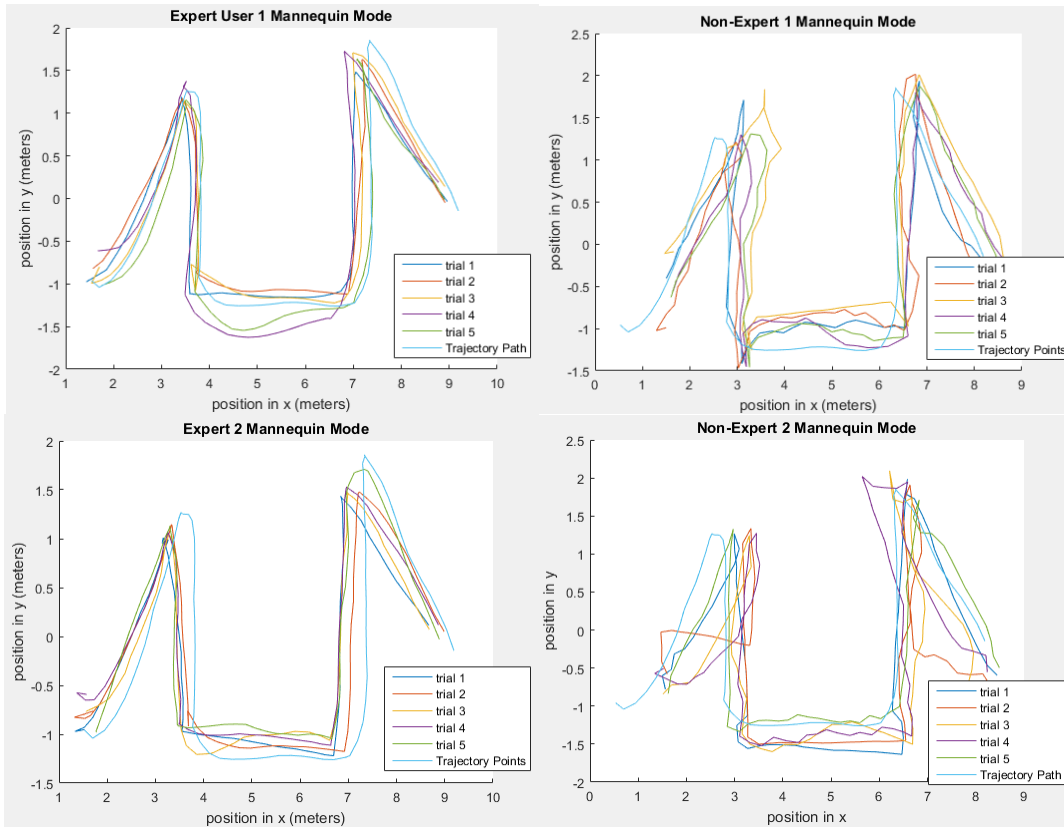 Expert User 1 Mannequin Mode
2
1.5
1
0.5
0
-0.5
-1
-1.5
-2
position in y (meters)
1 2 3 4 5 6 7 8 9 10
position in x (meters)
trial 1
trial 2
trial 3
trial 4
trial 5
Trajectory Path
Non-Expert 1 Mannequin Mode
2.5
2
1.5
1
0.5
0
-0.5
-1
-1.5
position in y (meters)
0 1 2 3 4 5 6 7 8 9
position in x (meters)
trial 1
trial 2
trial 3
trial 4
trial 5
Trajectory Points
Expert 2 Mannequin Mode
2
1.5
1
0.5
0
-0.5
-1
-1.5
position in y (meters)
1 2 3 4 5 6 7 8 9 10
position in x (meters)
trial 1
trial 2
trial 3
trial 4
trial 5
Trajectory Points
Non-Expert 2 Mannequin Mode
2.5
2
1.5
1
0.5
0
-0.5
-1
-1.5
-2
position in y
0 1 2 3 4 5 6 7 8 9
position in x
trial 1
trial 2
trial 3
trial 4
trial 5
Trajectory Path